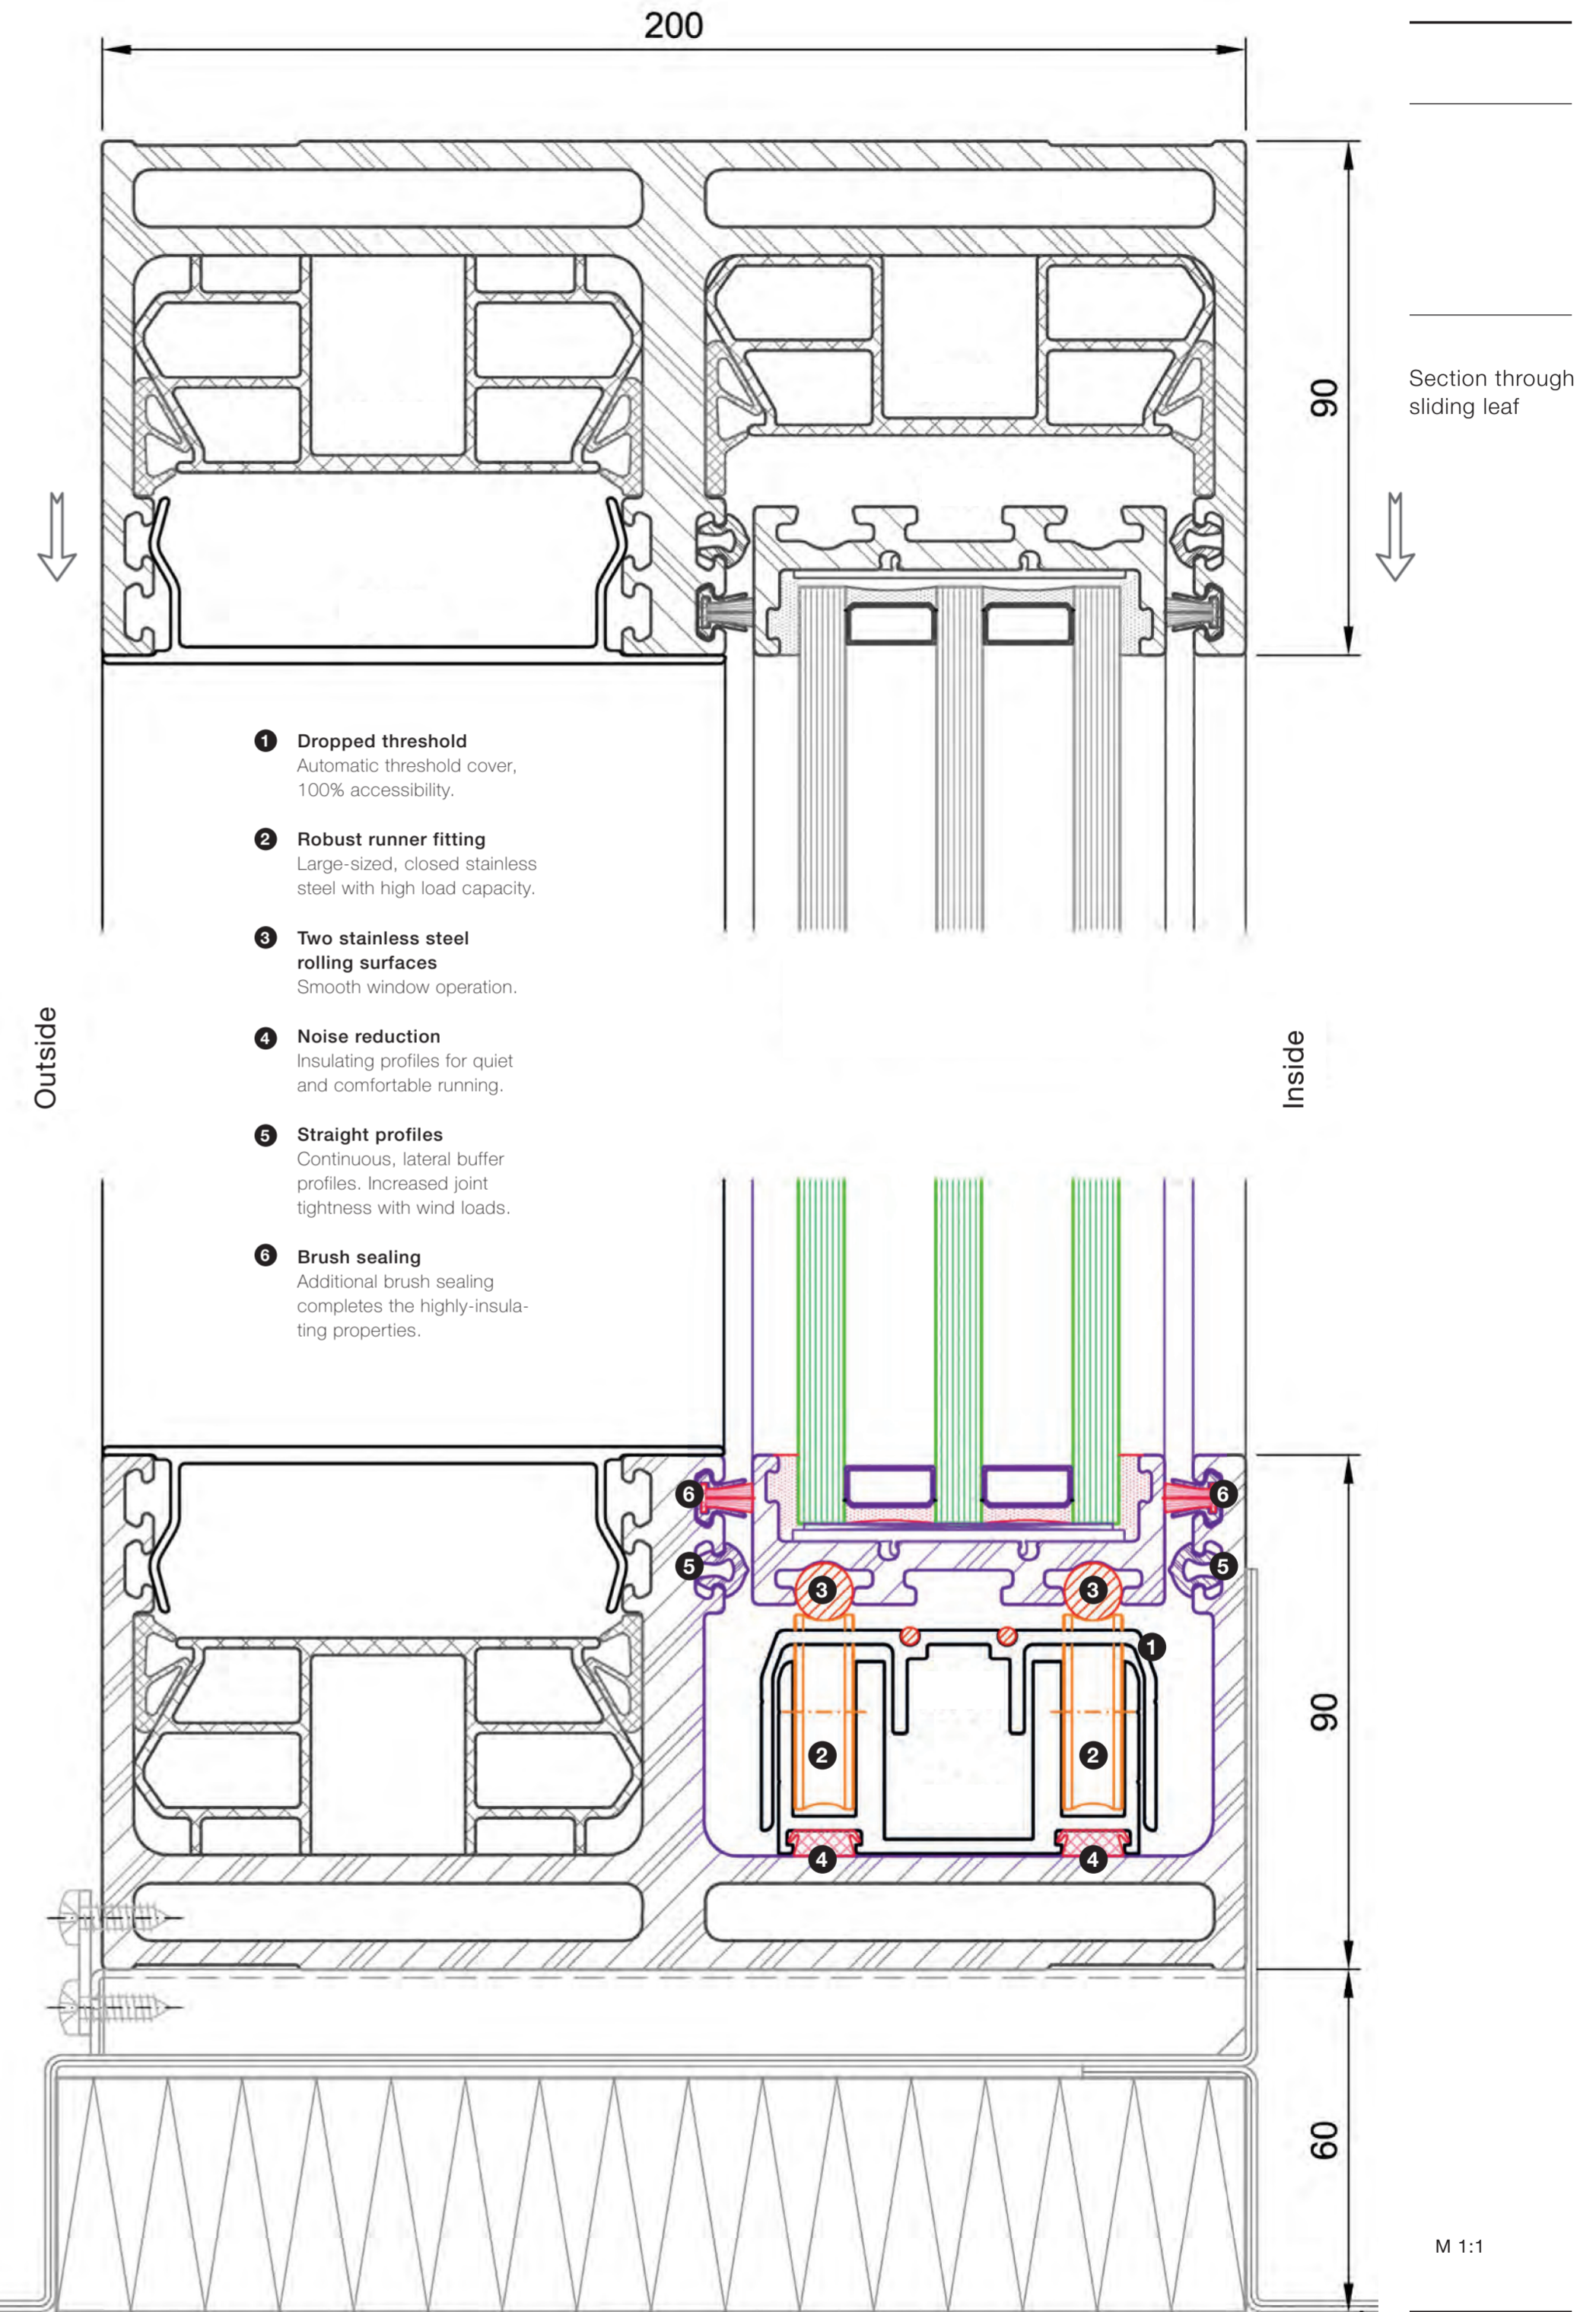 200
90
Section through
sliding leaf
1 Dropped threshold
Automatic threshold cover,
100% accessibility.
2 Robust runner fitting
Large-sized, closed stainless
steel with high load capacity.
3 Two stainless steel
rolling surfaces
Smooth window operation.
4 Noise reduction
Insulating profiles for quiet
and comfortable running.
5 Straight profiles
Continuous, lateral buffer
profiles. Increased joint
tightness with wind loads.
6 Brush sealing
Additional brush sealing
completes the highly-insula-
ting properties.
Outside
Inside
6 6
5 5
3 3
1
2 2
4 4
90
60
M 1:1